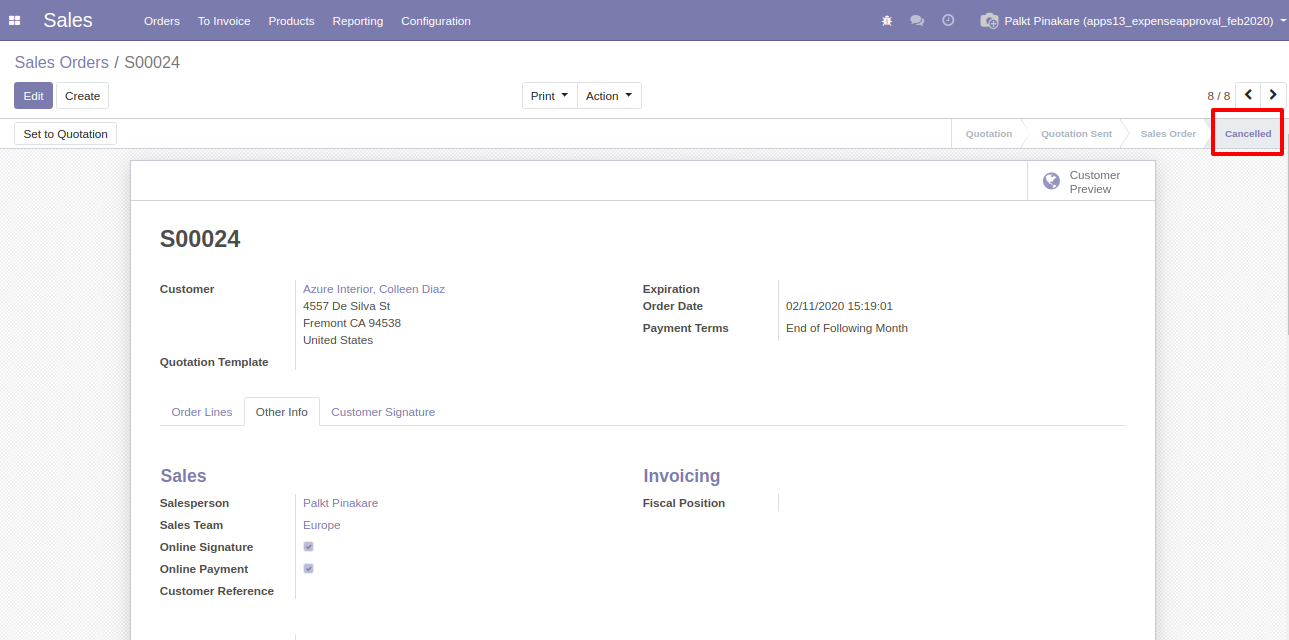 Sales Orders To Invoice Products Reporting Configuration Palkt Pinakare (apps13_expenseapproval_feb2020)
Sales Orders / S00024
Edit Create Print Action 8 / 8
Set to Quotation Quotation Quotation Sent Sales Order Cancelled
Customer
Preview
S00024
Customer Azure Interior, Colleen Diaz Expiration
4557 De Silva St Order Date 02/11/2020 15:19:01
Fremont CA 94538 Payment Terms End of Following Month
United States
Quotation Template
Order Lines Other Info Customer Signature
Sales Invoicing
Salesperson Palkt Pinakare Fiscal Position
Sales Team Europe
Online Signature
Online Payment
Customer Reference